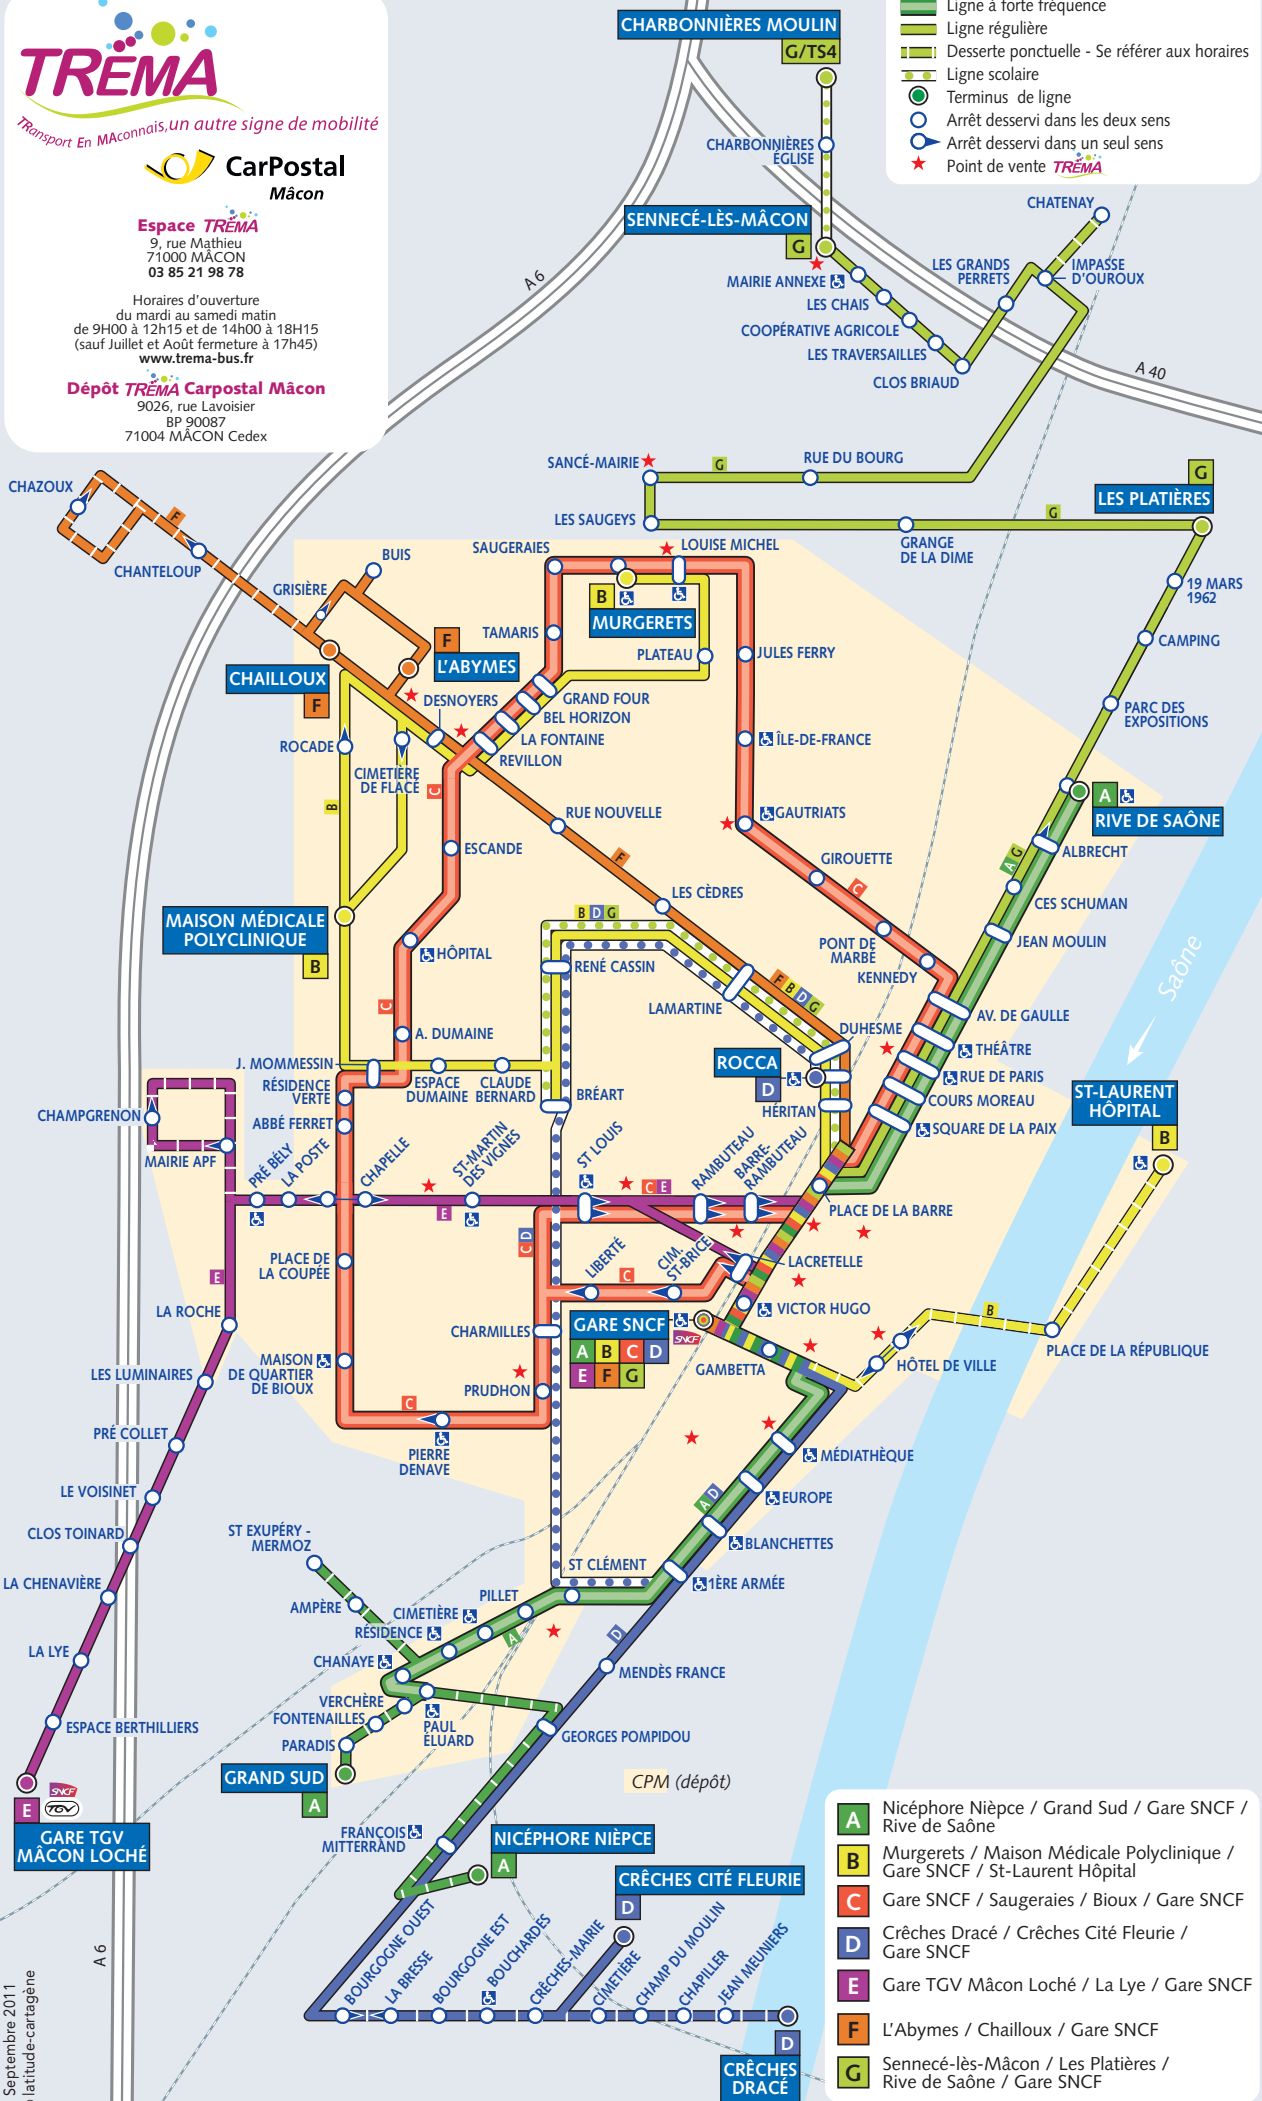 TRËMA
TRansport En MAconnais, un autre signe de mobilité
CarPostal
Mâcon
Espace TRËMA
9, rue Mathieu
71000 MÂCON
03 85 21 98 78
Horaires d'ouverture
du mardi au samedi matin
de 9H00 à 12h15 et de 14h00 à 18H15
(sauf Juillet et Août fermeture à 17h45)
www.trema-bus.fr
Dépôt TRËMA Carpostal Mâcon
9026, rue Lavoisier
BP 90087
71004 MÂCON Cedex
Ligne à forte fréquence
Ligne régulière
Desserte ponctuelle - Se référer aux horaires
Ligne scolaire
Terminus de ligne
Arrêt desservi dans les deux sens
Arrêt desservi dans un seul sens
Point de vente TRËMA
CHARBONNIÈRES MOULIN
G/TS4
CHARBONNIÈRES
ÉGLISE
SENNECÉ-LÈS-MÂCON
G
MAIRIE ANNEXE
LES CHAIS
COOPÉRATIVE AGRICOLE
LES TRAVERSAILLES
CLOS BRIAUD
LES GRANDS
PERRETS
CHATENAY
IMPASSE
D'OUROUX
A 6
A 40
SANCÉ-MAIRIE
G
RUE DU BOURG
LES SAUGEYS
GRANGE
DE LA DIME
G
G
LES PLATIÈRES
19 MARS
1962
CAMPING
PARC DES
EXPOSITIONS
A
RIVE DE SAÔNE
ALBRECHT
A G
CES SCHUMAN
JEAN MOULIN
AV. DE GAULLE
THÉÂTRE
RUE DE PARIS
COURS MOREAU
SQUARE DE LA PAIX
Saône
CHAZOUX
F
CHANTELOUP
GRISIÈRE
BUIS
F
L'ABYMES
CHAILLOUX
F
DESNOYERS
ROCADE
CIMETIÈRE
DE FLACÉ
B
C
SAUGERAIES
LOUISE MICHEL
B
MURGERETS
TAMARIS
PLATEAU
GRAND FOUR
BEL HORIZON
LA FONTAINE
REVILLON
JULES FERRY
ÎLE-DE-FRANCE
GAUTRIATS
GIROUETTE
C
PONT DE
MARBÉ
KENNEDY
RUE NOUVELLE
F
LES CÈDRES
ESCANDE
MAISON MÉDICALE
POLYCLINIQUE
B
HÔPITAL
C
A. DUMAINE
B D G
RENÉ CASSIN
LAMARTINE
F B D G
DUHESME
ROCCA
D
HÉRITAN
J. MOMMESSIN
RÉSIDENCE
VERTE
ABBÉ FERRET
ESPACE
DUMAINE
CLAUDE
BERNARD
BRÉART
CHAMPGRENON
MAIRIE APF
PRÉ BÉLY
LA POSTE
CHAPELLE
ST-MARTIN
DES VIGNES
E
ST LOUIS
C E
RAMBUTEAU
BARRE-
RAMBUTEAU
PLACE DE LA BARRE
ST-LAURENT
HÔPITAL
B
C D
LIBERTÉ
C
CIM.
ST-BRICE
LACRETELLE
VICTOR HUGO
PLACE DE
LA COUPÉE
E
LA ROCHE
CHARMILLES
GARE SNCF
A B C D
E F G
SNCF
GAMBETTA
B
HÔTEL DE VILLE
PLACE DE LA RÉPUBLIQUE
MAISON
DE QUARTIER
DE BIOUX
PRUDHON
C
PIERRE
DENAVE
LES LUMINAIRES
PRÉ COLLET
LE VOISINET
CLOS TOINARD
LA CHENAVIÈRE
LA LYE
ESPACE BERTHILLIERS
E
SNCF
TGV
GARE TGV
MÂCON LOCHÉ
MÉDIATHÈQUE
EUROPE
A D
BLANCHETTES
1ÈRE ARMÉE
ST CLÉMENT
PILLET
ST EXUPÉRY -
MERMOZ
AMPÈRE
CIMETIÈRE
RÉSIDENCE
A
CHANAYE
VERCHÈRE
FONTENAILLES
PARADIS
PAUL
ÉLUARD
GRAND SUD
A
D
MENDÈS FRANCE
GEORGES POMPIDOU
CPM (dépôt)
FRANÇOIS
MITTERRAND
NICÉPHORE NIÈPCE
A
CRÊCHES CITÉ FLEURIE
D
BOURGOGNE OUEST
LA BRESSE
BOURGOGNE EST
BOUCHARDES
CRÊCHES-MAIRIE
CIMETIÈRE
CHAMP DU MOULIN
CHAPILLER
JEAN MEUNIERS
D
CRÊCHES
DRACÉ
A 6
Septembre 2011
latitude-cartagène
A Nicéphore Nièpce / Grand Sud / Gare SNCF /
Rive de Saône
B Murgerets / Maison Médicale Polyclinique /
Gare SNCF / St-Laurent Hôpital
C Gare SNCF / Saugeraies / Bioux / Gare SNCF
D Crêches Dracé / Crêches Cité Fleurie /
Gare SNCF
E Gare TGV Mâcon Loché / La Lye / Gare SNCF
F L'Abymes / Chailloux / Gare SNCF
G Sennecé-lès-Mâcon / Les Platières /
Rive de Saône / Gare SNCF